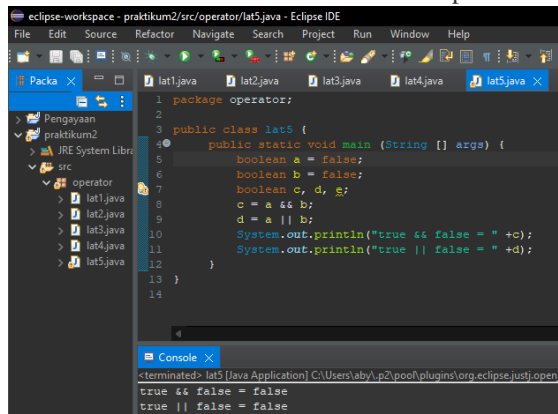 eclipse-workspace - praktikum2/src/operator/lat5.java - Eclipse IDE
File Edit Source Refactor Navigate Search Project Run Window Help
Packa lat1.java lat2.java lat3.java lat4.java lat5.java
Pengayaan
praktikum2
JRE System Libra
src
operator
lat1.java
lat2.java
lat3.java
lat4.java
lat5.java
1 package operator;
2
3 public class lat5 {
4 public static void main (String [] args) {
5 boolean a = false;
6 boolean b = false;
7 boolean c, d, e;
8 c = a && b;
9 d = a || b;
10 System.out.println("true && false = " +c);
11 System.out.println("true || false = " +d);
12 }
13 }
14
Console
<terminated> lat5 [Java Application] C:\Users\aby\.p2\pool\plugins\org.eclipse.justj.open
true && false = false
true || false = false